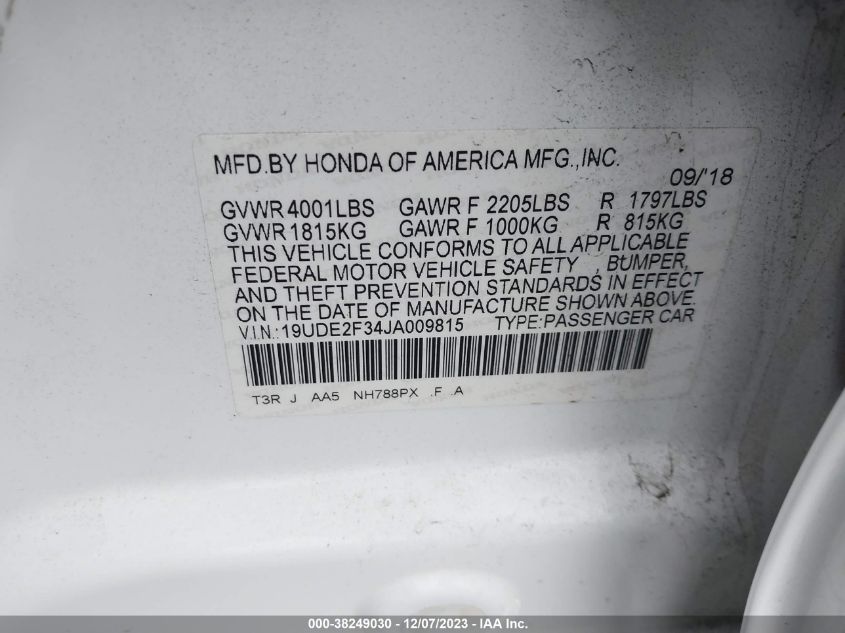 MFD.BY HONDA OF AMERICA MFG.,INC.
09/'18
GVWR 4001LBS GAWR F 2205LBS R 1797LBS
GVWR 1815KG GAWR F 1000KG R 815KG
THIS VEHICLE CONFORMS TO ALL APPLICABLE
FEDERAL MOTOR VEHICLE SAFETY , BUMPER,
AND THEFT PREVENTION STANDARDS IN EFFECT
ON THE DATE OF MANUFACTURE SHOWN ABOVE.
V.I.N.:19UDE2F34JA009815 TYPE:PASSENGER CAR
T3R J AA5 NH788PX .F .A
000-38249030 - 12/07/2023 - IAA Inc.